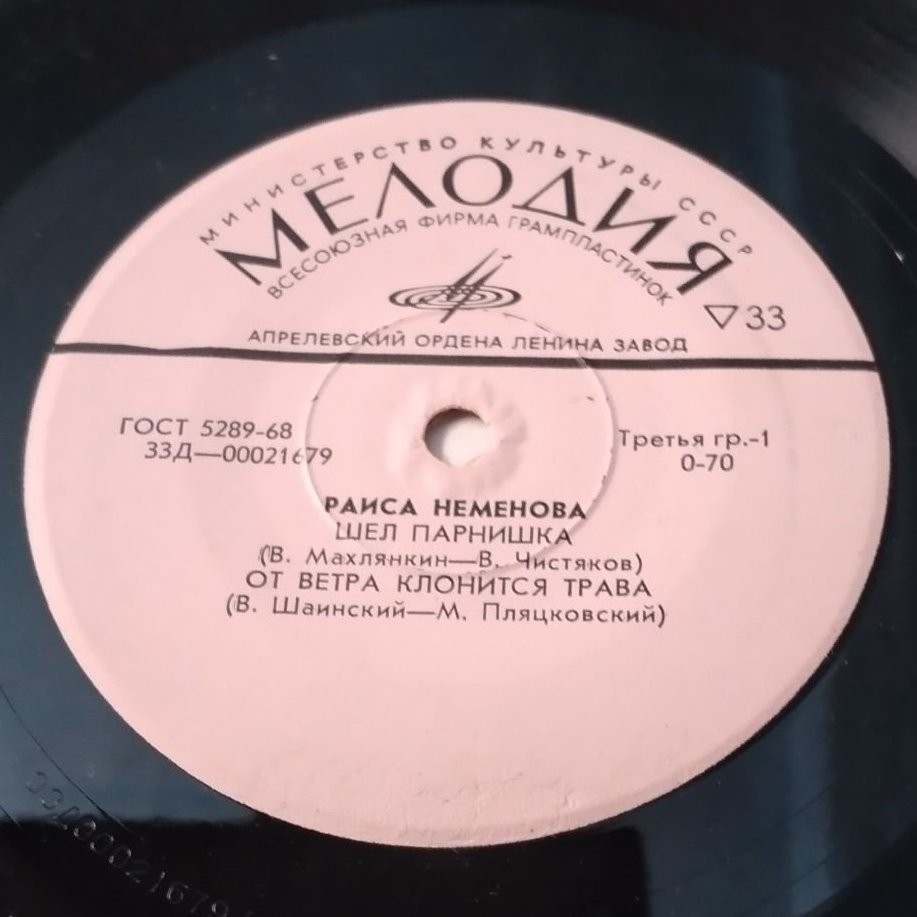 МИНИСТЕРСТВО КУЛЬТУРЫ СССР
МЕЛОДИЯ
ВСЕСОЮЗНАЯ ФИРМА ГРАМПЛАСТИНОК
▽33
АПРЕЛЕВСКИЙ ОРДЕНА ЛЕНИНА ЗАВОД
ГОСТ 5289-68
33Д—00021679
Третья гр.-1
0-70
РАИСА НЕМЕНОВА
ШЕЛ ПАРНИШКА
(В. Махлянкин—В. Чистяков)
ОТ ВЕТРА КЛОНИТСЯ ТРАВА
(В. Шаинский—М. Пляцковский)
33Д00021679